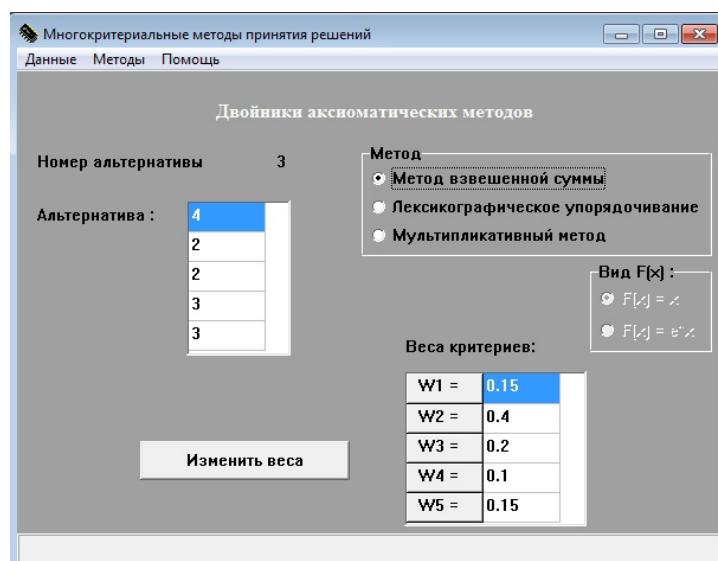 Многокритериальные методы принятия решений
Данные Методы Помощь
Двойники аксиоматических методов
Номер альтернативы 3
Альтернатива :
4
2
2
3
3
Метод
Метод взвешенной суммы
Лексикографическое упорядочивание
Мультипликативный метод
Вид F(x) :
F(x) = x
F(x) = e^x
Веса критериев:
W1 = 0.15
W2 = 0.4
W3 = 0.2
W4 = 0.1
W5 = 0.15
Изменить веса